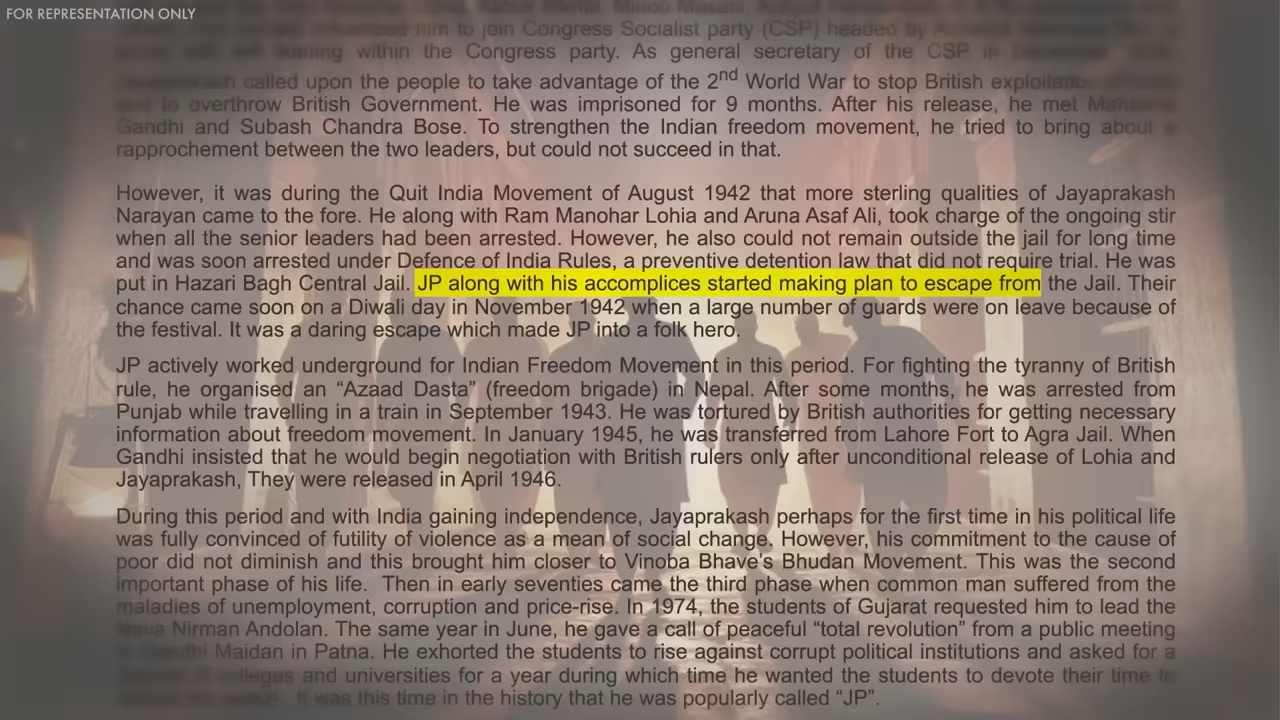 FOR REPRESENTATION ONLY
him to join Congress Socialist party (CSP) headed by
within the Congress party. As general secretary of the CSP in
called upon the people to take advantage of the 2nd World War to stop British exploitation
to overthrow British Government. He was imprisoned for 9 months. After his release, he met Mahatma
Gandhi and Subash Chandra Bose. To strengthen the Indian freedom movement, he tried to bring about a
rapprochement between the two leaders, but could not succeed in that.
However, it was during the Quit India Movement of August 1942 that more sterling qualities of Jayaprakash
Narayan came to the fore. He along with Ram Manohar Lohia and Aruna Asaf Ali, took charge of the ongoing stir
when all the senior leaders had been arrested. However, he also could not remain outside the jail for long time
and was soon arrested under Defence of India Rules, a preventive detention law that did not require trial. He was
put in Hazari Bagh Central Jail. JP along with his accomplices started making plan to escape from the Jail. Their
chance came soon on a Diwali day in November 1942 when a large number of guards were on leave because of
the festival. It was a daring escape which made JP into a folk hero.
JP actively worked underground for Indian Freedom Movement in this period. For fighting the tyranny of British
rule, he organised an “Azaad Dasta” (freedom brigade) in Nepal. After some months, he was arrested from
Punjab while travelling in a train in September 1943. He was tortured by British authorities for getting necessary
information about freedom movement. In January 1945, he was transferred from Lahore Fort to Agra Jail. When
Gandhi insisted that he would begin negotiation with British rulers only after unconditional release of Lohia and
Jayaprakash, They were released in April 1946.
During this period and with India gaining independence, Jayaprakash perhaps for the first time in his political life
was fully convinced of futility of violence as a mean of social change. However, his commitment to the cause of
poor did not diminish and this brought him closer to Vinoba Bhave’s Bhudan Movement. This was the second
important phase of his life. Then in early seventies came the third phase when common man suffered from the
maladies of unemployment, corruption and price-rise. In 1974, the students of Gujarat requested him to lead the
Nava Nirman Andolan. The same year in June, he gave a call of peaceful “total revolution” from a public meeting
Gandhi Maidan in Patna. He exhorted the students to rise against corrupt political institutions and asked for a
colleges and universities for a year during which time he wanted the students to devote their time to
It was this time in the history that he was popularly called “JP”.